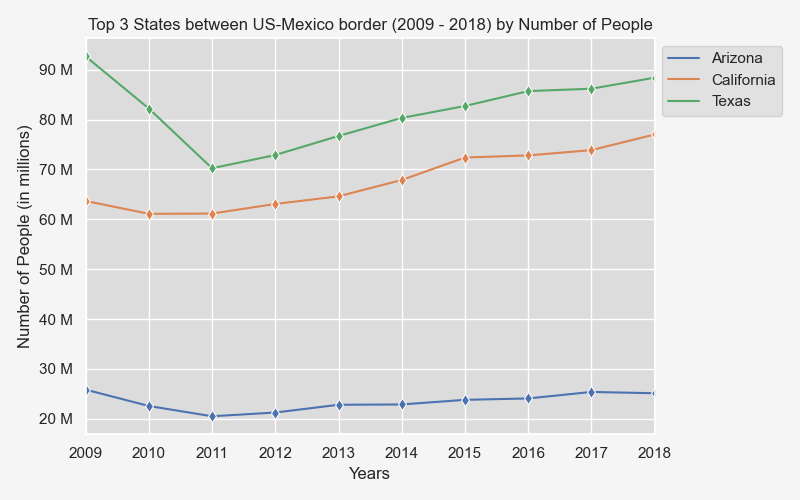 Top 3 States between US-Mexico border (2009 - 2018) by Number of People
Arizona
California
Texas
Number of People (in millions)
90 M
80 M
70 M
60 M
50 M
40 M
30 M
20 M
2009 2010 2011 2012 2013 2014 2015 2016 2017 2018
Years